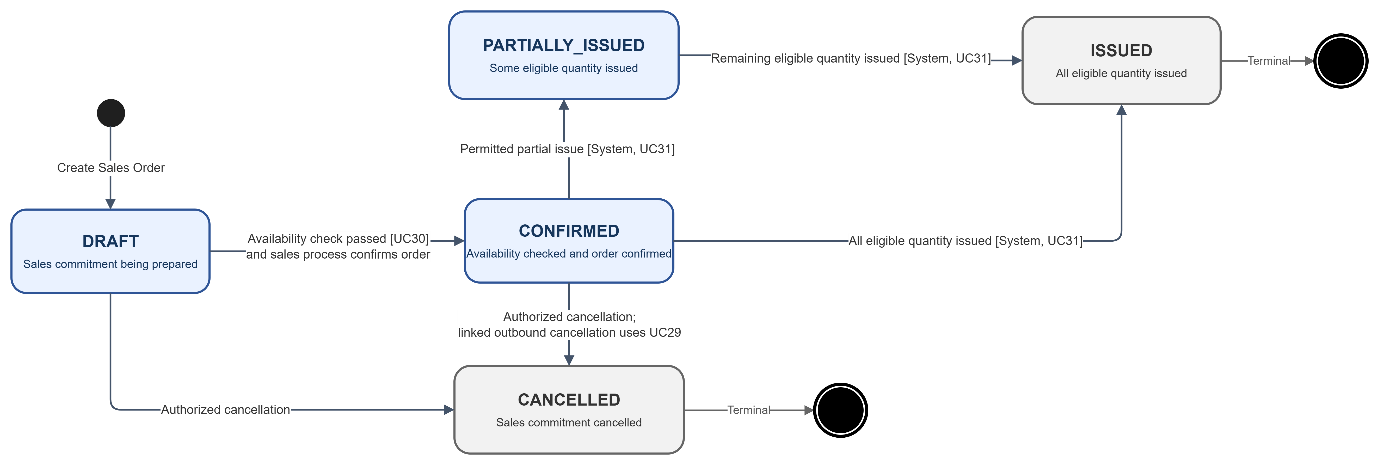 PARTIALLY_ISSUED
Some eligible quantity issued
Remaining eligible quantity issued [System, UC31]
ISSUED
All eligible quantity issued
Terminal
Create Sales Order
Permitted partial issue [System, UC31]
DRAFT
Sales commitment being prepared
Availability check passed [UC30]
and sales process confirms order
CONFIRMED
Availability checked and order confirmed
All eligible quantity issued [System, UC31]
Authorized cancellation;
linked outbound cancellation uses UC29
Authorized cancellation
CANCELLED
Sales commitment cancelled
Terminal